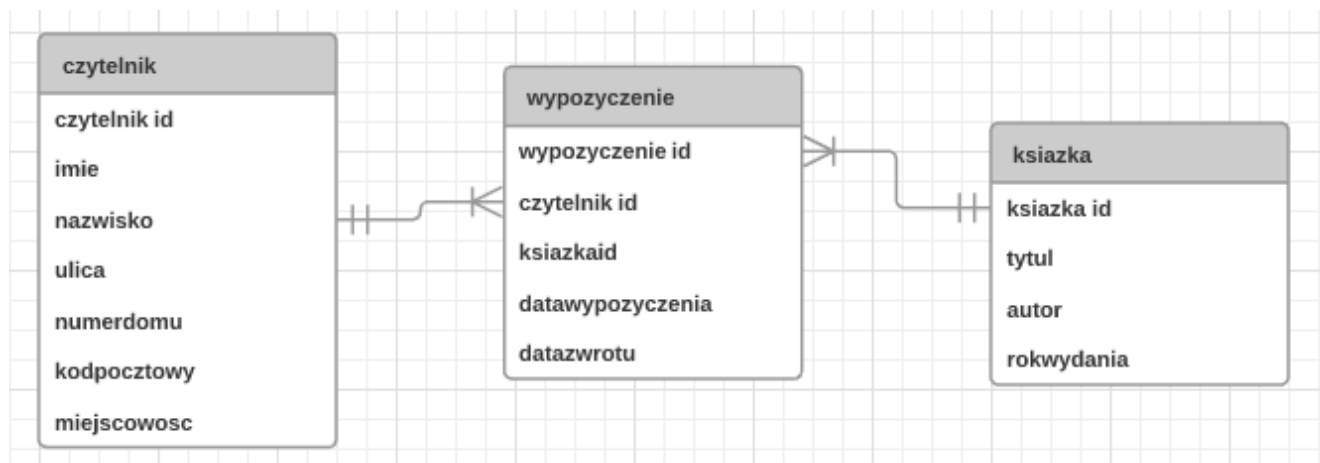 czytelnik
czytelnik id
imie
nazwisko
ulica
numerdomu
kodpocztowy
miejscowosc
wypozyczenie
wypozyczenie id
czytelnik id
ksiazkaid
datawypozyczenia
datazwrotu
ksiazka
ksiazka id
tytul
autor
rokwydania